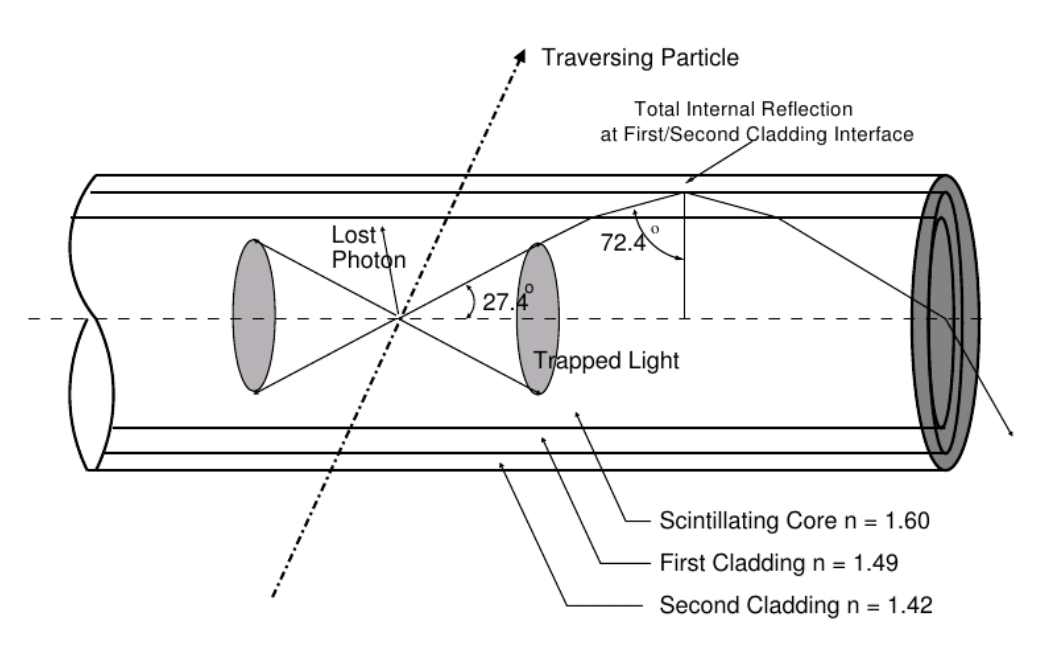 Traversing Particle
Total Internal Reflection
at First/Second Cladding Interface
Lost
Photon
72.4°
27.4°
Trapped Light
Scintillating Core n = 1.60
First Cladding n = 1.49
Second Cladding n = 1.42